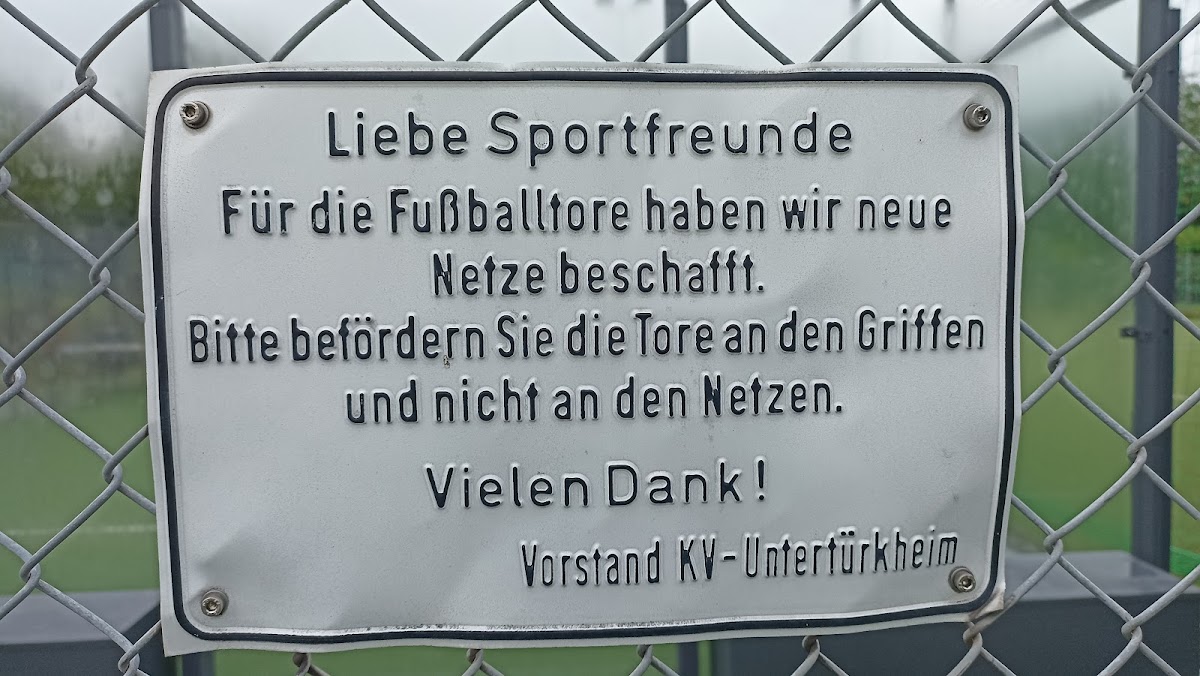 Liebe Sportfreunde
Für die Fußballtore haben wir neue
Netze beschafft.
Bitte befördern Sie die Tore an den Griffen
und nicht an den Netzen.
Vielen Dank!
Vorstand KV-Untertürkheim